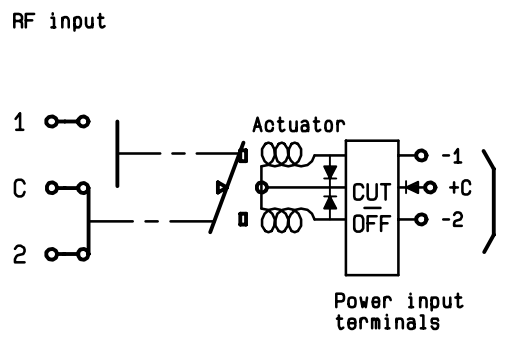 RF input
Actuator
1
-1
C
CUT
+C
OFF
-2
2
Power input
terminals